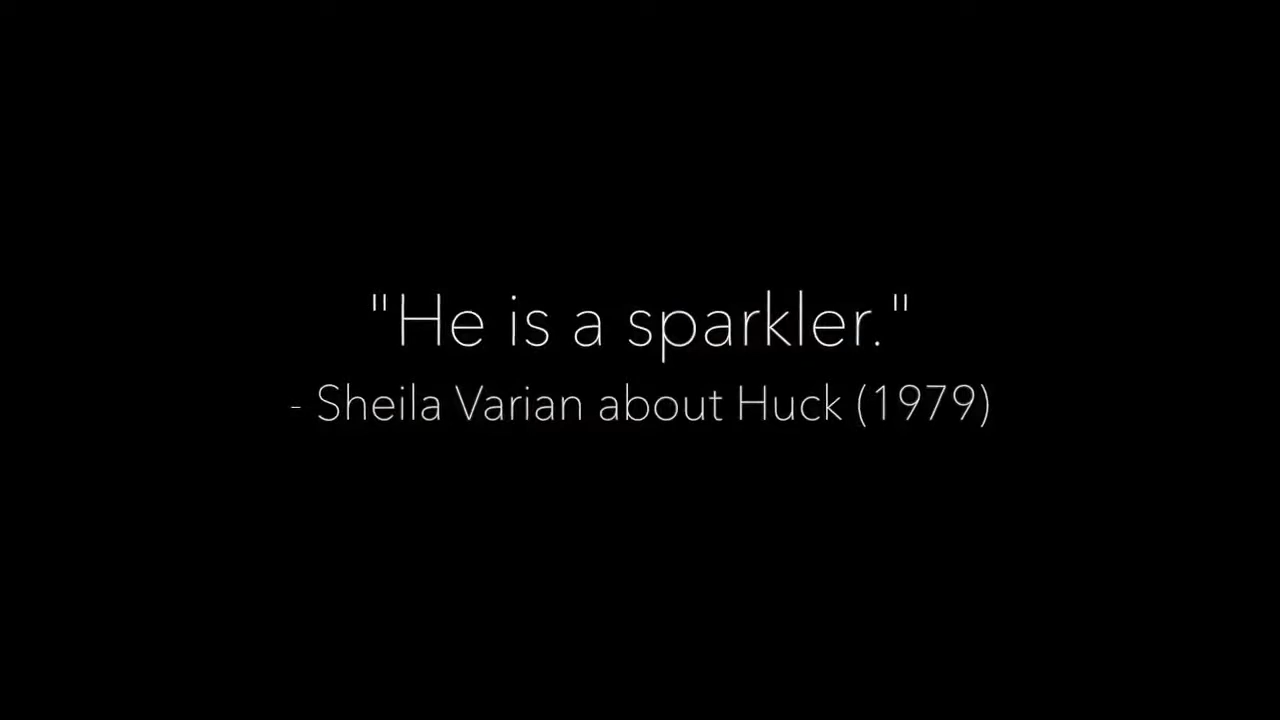 "He is a sparkler."
- Sheila Varian about Huck (1979)